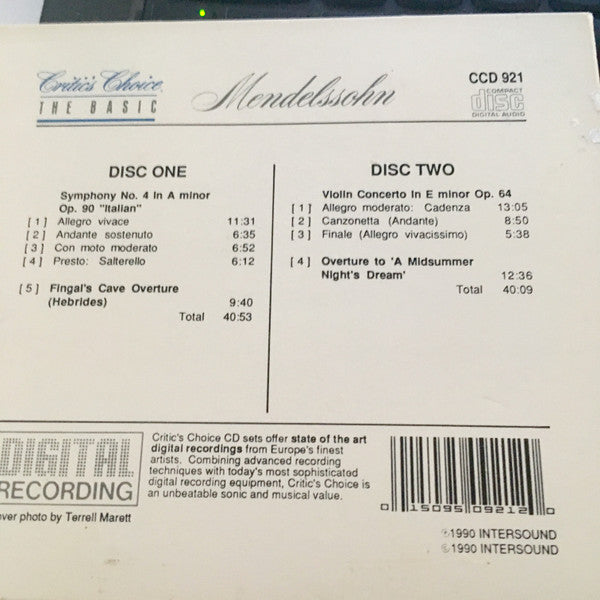 Critic's Choice
THE BASIC
Mendelssohn
CCD 921
COMPACT
disc
DIGITAL AUDIO
DISC ONE
Symphony No. 4 In A minor
Op. 90 "Italian"
[1] Allegro vivace 11:31
[2] Andante sostenuto 6:35
[3] Con moto moderato 6:52
[4] Presto: Salterello 6:12
[5] Fingal's Cave Overture
(Hebrides) 9:40
Total 40:53
DISC TWO
Violin Concerto In E minor Op. 64
[1] Allegro moderato: Cadenza 13:05
[2] Canzonetta (Andante) 8:50
[3] Finale (Allegro vivacissimo) 5:38
[4] Overture to 'A Midsummer
Night's Dream' 12:36
Total 40:09
DIGITAL
RECORDING
Critic's Choice CD sets offer state of the art
digital recordings from Europe's finest
artists. Combining advanced recording
techniques with today's most sophisticated
digital recording equipment, Critic's Choice is
an unbeatable sonic and musical value.
ver photo by Terrell Marett
0 15095 09212 0
℗1990 INTERSOUND
©1990 INTERSOUND